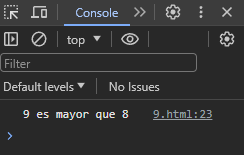 Console
top
Filter
Default levels No Issues
9 es mayor que 8 9.html:23